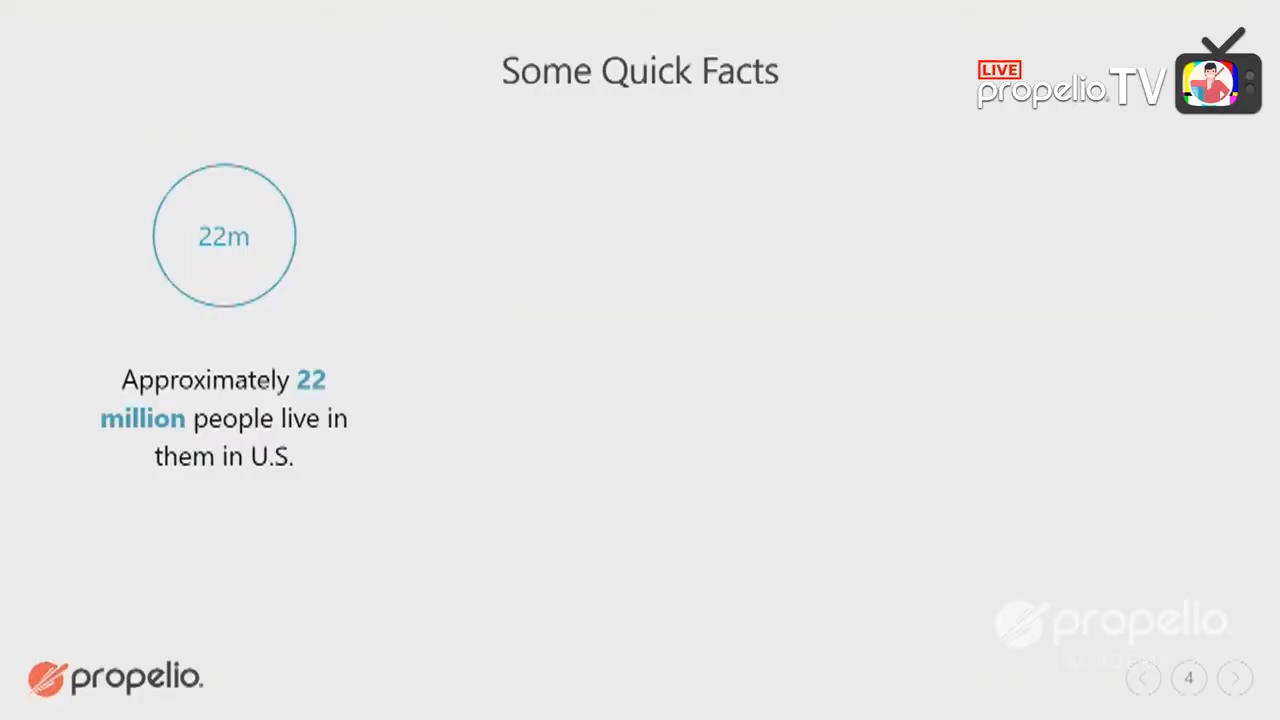 Some Quick Facts
LIVE
propelio.TV
22m
Approximately 22
million people live in
them in U.S.
propelio.
propelio.
4